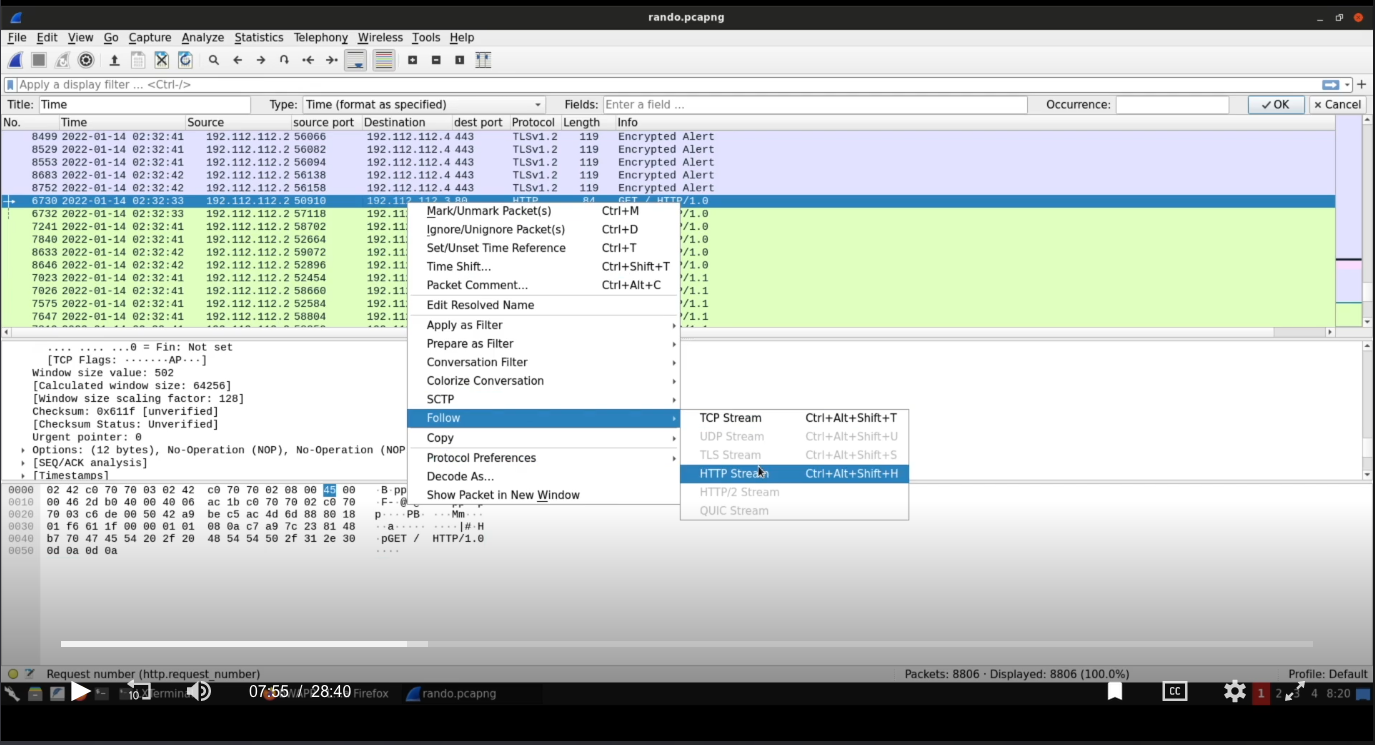 rando.pcapng
File Edit View Go Capture Analyze Statistics Telephony Wireless Tools Help
Apply a display filter ... <Ctrl-/>
Title: Time Type: Time (format as specified) Fields: Enter a field ... Occurrence: OK Cancel
No. Time Source source port Destination dest port Protocol Length Info
8499 2022-01-14 02:32:41 192.112.112.2 56066 192.112.112.4 443 TLSv1.2 119 Encrypted Alert
8529 2022-01-14 02:32:41 192.112.112.2 56082 192.112.112.4 443 TLSv1.2 119 Encrypted Alert
8553 2022-01-14 02:32:41 192.112.112.2 56094 192.112.112.4 443 TLSv1.2 119 Encrypted Alert
8683 2022-01-14 02:32:42 192.112.112.2 56138 192.112.112.4 443 TLSv1.2 119 Encrypted Alert
8752 2022-01-14 02:32:42 192.112.112.2 56158 192.112.112.4 443 TLSv1.2 119 Encrypted Alert
6730 2022-01-14 02:32:33 192.112.112.2 50910 192.112.112.3 80 HTTP 84 GET / HTTP/1.0
6732 2022-01-14 02:32:33 192.112.112.2 57118 192.11 P/1.0
7241 2022-01-14 02:32:41 192.112.112.2 58702 192.11 P/1.0
7840 2022-01-14 02:32:41 192.112.112.2 52664 192.11 P/1.0
8633 2022-01-14 02:32:42 192.112.112.2 59072 192.11 P/1.0
8646 2022-01-14 02:32:42 192.112.112.2 52896 192.11 P/1.0
7023 2022-01-14 02:32:41 192.112.112.2 52454 192.11 P/1.1
7026 2022-01-14 02:32:41 192.112.112.2 58660 192.11 P/1.1
7575 2022-01-14 02:32:41 192.112.112.2 52584 192.11 P/1.1
7647 2022-01-14 02:32:41 192.112.112.2 58804 192.11 P/1.1
Mark/Unmark Packet(s) Ctrl+M
Ignore/Unignore Packet(s) Ctrl+D
Set/Unset Time Reference Ctrl+T
Time Shift... Ctrl+Shift+T
Packet Comment... Ctrl+Alt+C
Edit Resolved Name
Apply as Filter
Prepare as Filter
Conversation Filter
Colorize Conversation
SCTP
Follow
Copy
Protocol Preferences
Decode As...
Show Packet in New Window
TCP Stream Ctrl+Alt+Shift+T
UDP Stream Ctrl+Alt+Shift+U
TLS Stream Ctrl+Alt+Shift+S
HTTP Stream Ctrl+Alt+Shift+H
HTTP/2 Stream
QUIC Stream
.... .... ...0 = Fin: Not set
[TCP Flags: ·······AP···]
Window size value: 502
[Calculated window size: 64256]
[Window size scaling factor: 128]
Checksum: 0x611f [unverified]
[Checksum Status: Unverified]
Urgent pointer: 0
Options: (12 bytes), No-Operation (NOP), No-Operation (NOP
[SEQ/ACK analysis]
[Timestamps]
0000 02 42 c0 70 70 03 02 42 c0 70 70 02 08 00 45 00 ·B·pp
0010 00 46 2d b0 40 00 40 06 ac 1b c0 70 70 02 c0 70 ·F-·@
0020 70 03 c6 de 00 50 42 a9 be c5 ac 4d 6d 88 80 18 p····PB· ···Mm···
0030 01 f6 61 1f 00 00 01 01 08 0a c7 a9 7c 23 81 48 ··a····· ····|#·H
0040 b7 70 47 45 54 20 2f 20 48 54 54 50 2f 31 2e 30 ·pGET / HTTP/1.0
0050 0d 0a 0d 0a ····
Request number (http.request_number) Packets: 8806 · Displayed: 8806 (100.0%) Profile: Default
10 07:55 / 28:40 Firefox rando.pcapng CC 1 2 3 4 8:20